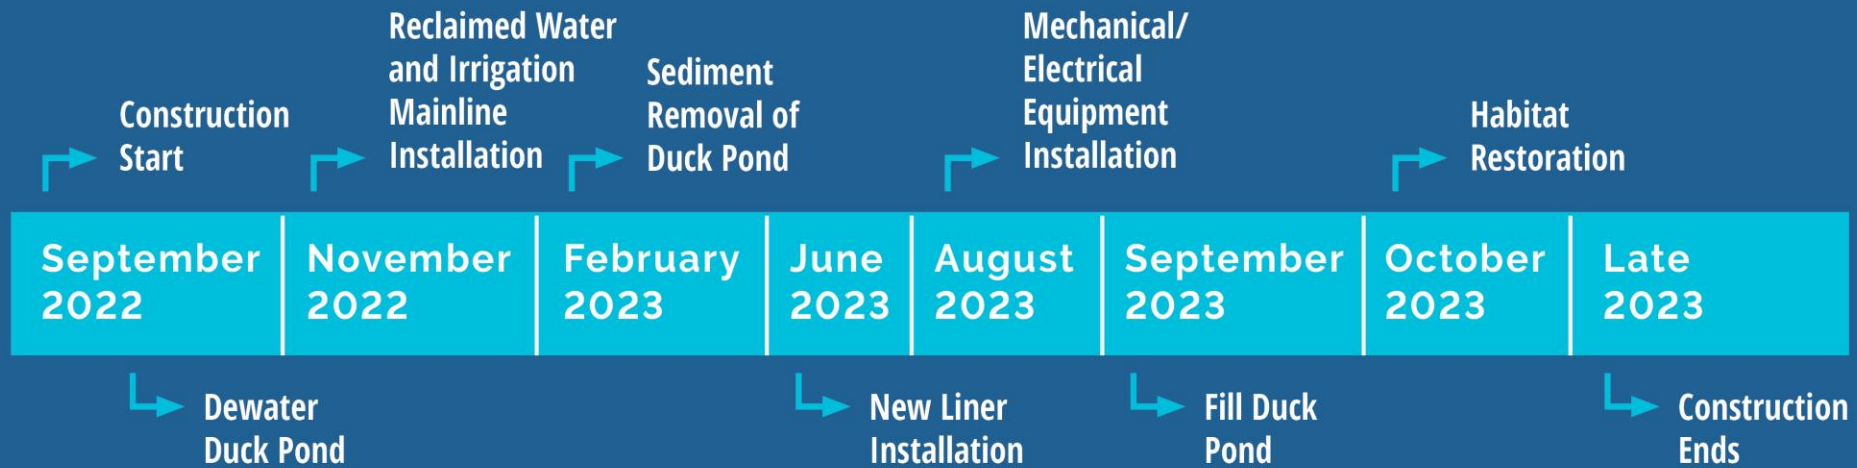 Construction
Start
Reclaimed Water
and Irrigation
Mainline
Installation
Sediment
Removal of
Duck Pond
Mechanical/
Electrical
Equipment
Installation
Habitat
Restoration
September
2022
November
2022
February
2023
June
2023
August
2023
September
2023
October
2023
Late
2023
Dewater
Duck Pond
New Liner
Installation
Fill Duck
Pond
Construction
Ends